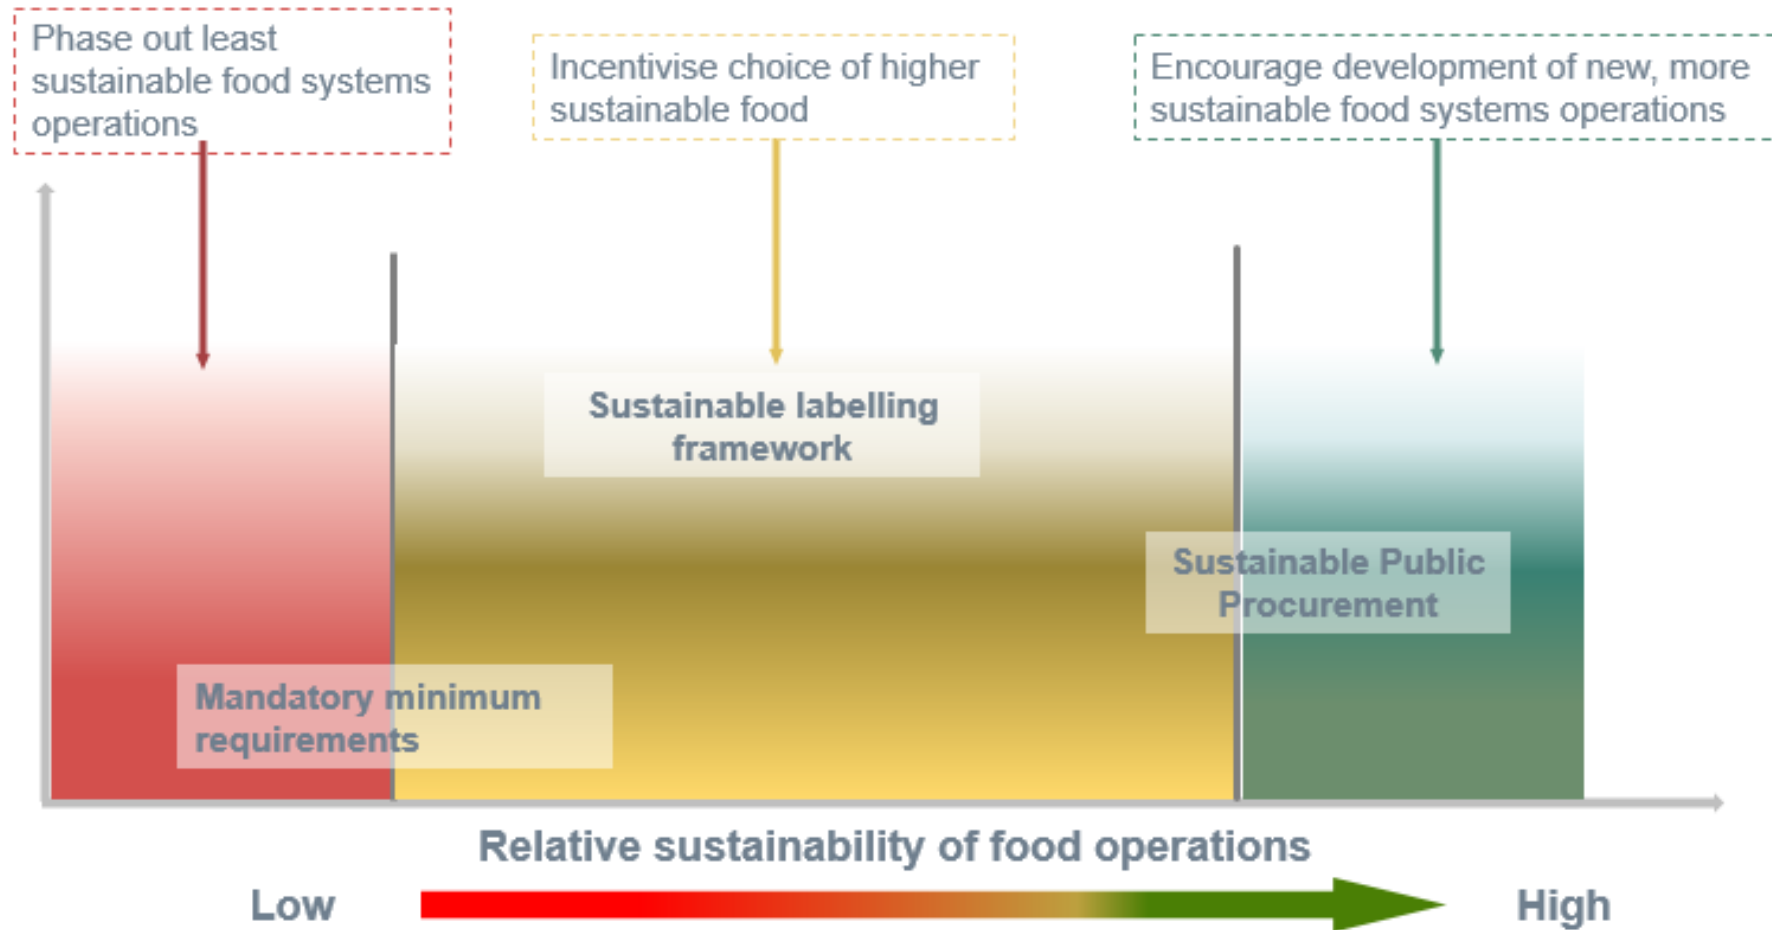 Phase out least
sustainable food systems
operations
Incentivise choice of higher
sustainable food
Encourage development of new, more
sustainable food systems operations
Sustainable labelling
framework
Sustainable Public
Procurement
Mandatory minimum
requirements
Relative sustainability of food operations
Low
High